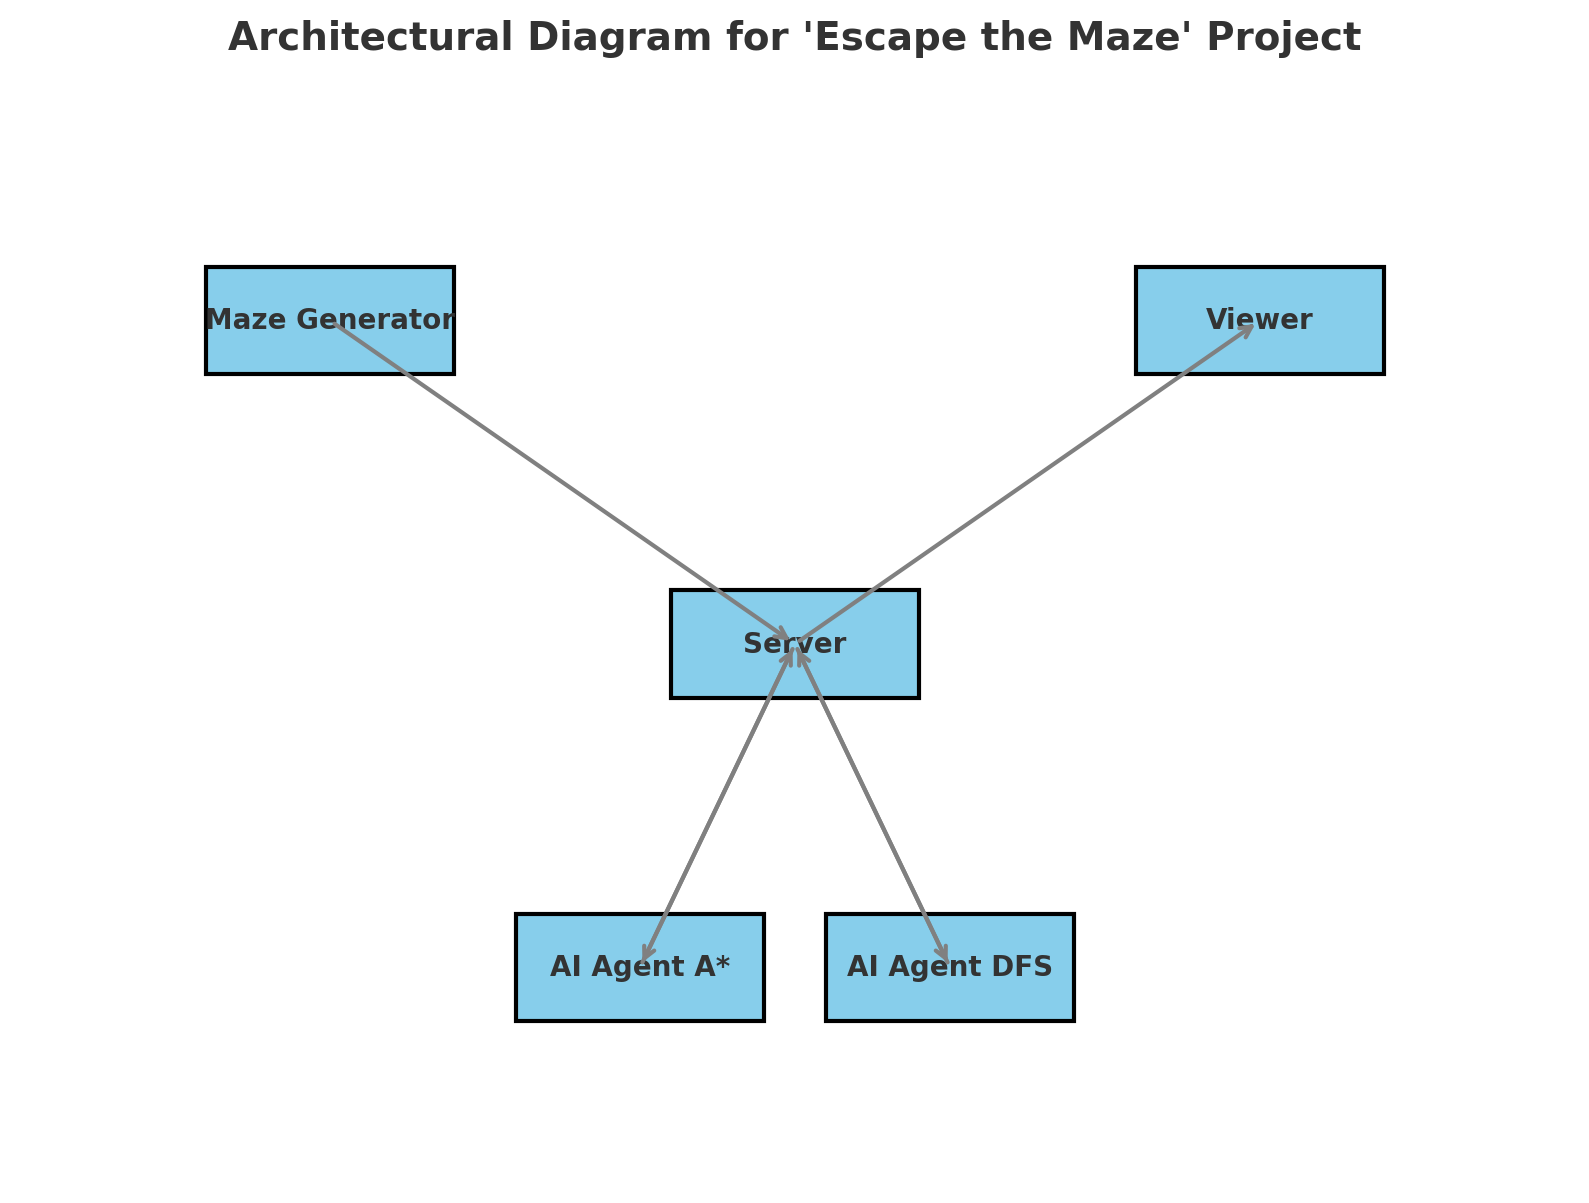 Architectural Diagram for 'Escape the Maze' Project
Maze Generator
Viewer
Server
AI Agent A*
AI Agent DFS